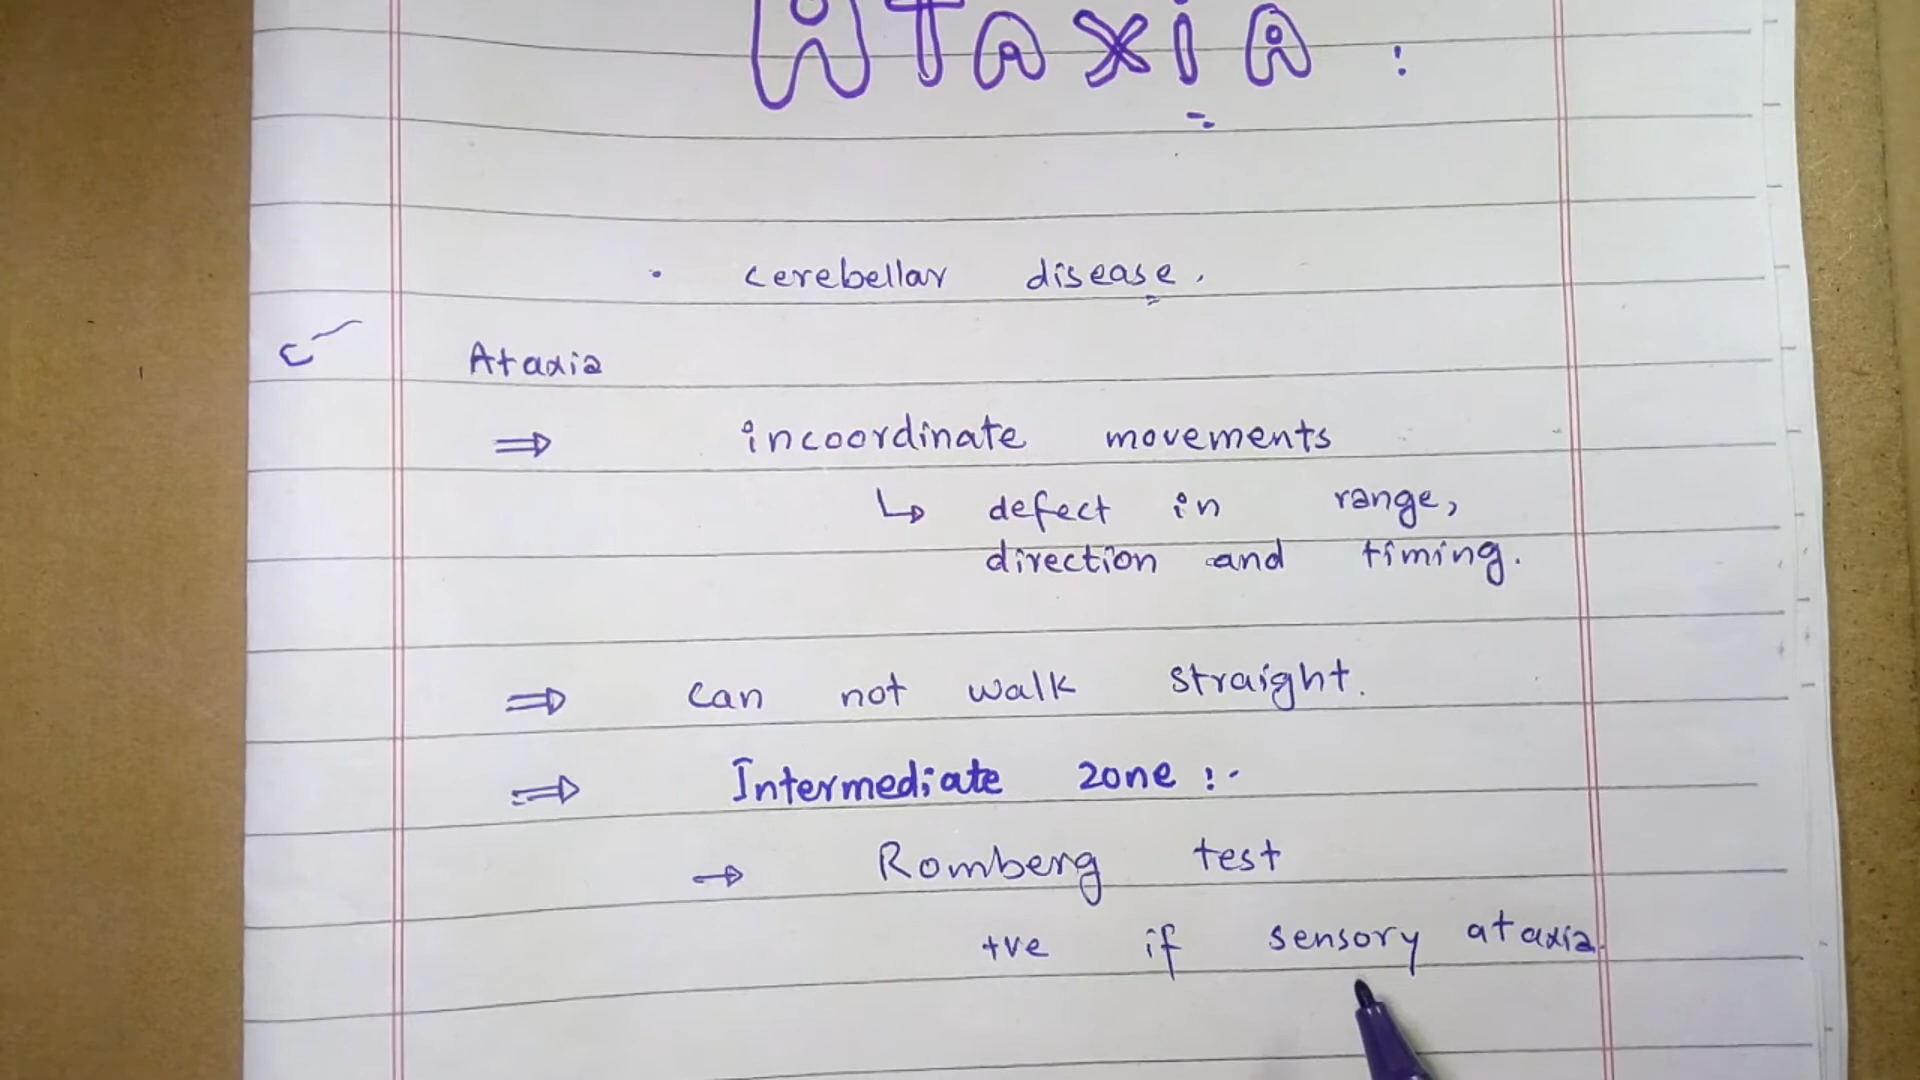 ATaxiA :
. cerebellar disease.
Ataxia
⇒ incoordinate movements
↳ defect in range,
direction and timing.
⇒ can not walk straight.
⇒ Intermediate zone :-
→ Romberg test
+ve if sensory ataxia.